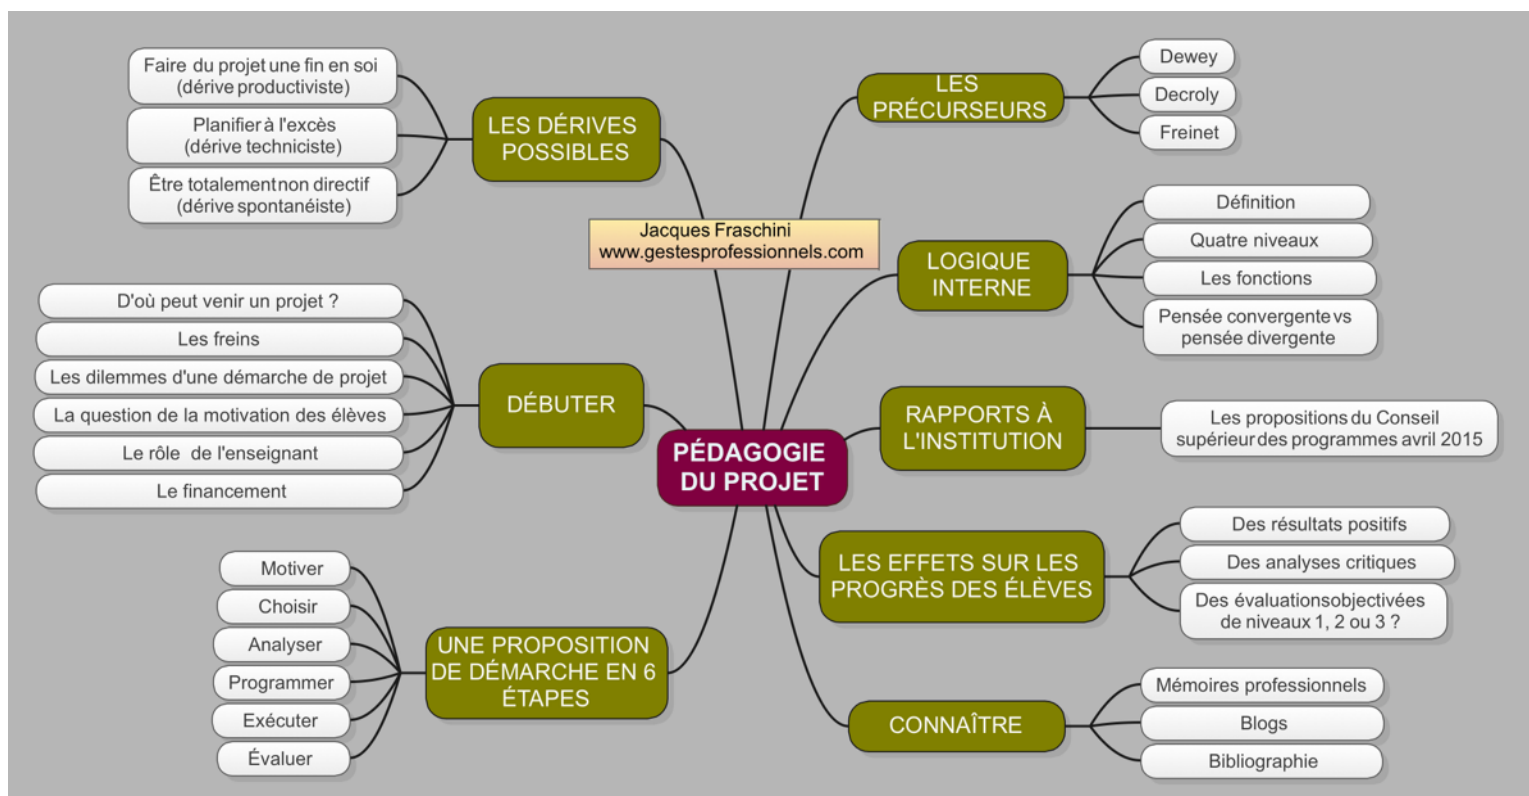 PÉDAGOGIE
DU PROJET
Jacques Fraschini
www.gestesprofessionnels.com
LES
PRÉCURSEURS
Dewey
Decroly
Freinet
LOGIQUE
INTERNE
Définition
Quatre niveaux
Les fonctions
Pensée convergente vs
pensée divergente
RAPPORTS À
L'INSTITUTION
Les propositions du Conseil
supérieur des programmes avril 2015
LES EFFETS SUR LES
PROGRÈS DES ÉLÈVES
Des résultats positifs
Des analyses critiques
Des évaluations objectivées
de niveaux 1, 2 ou 3 ?
CONNAÎTRE
Mémoires professionnels
Blogs
Bibliographie
UNE PROPOSITION
DE DÉMARCHE EN 6
ÉTAPES
Motiver
Choisir
Analyser
Programmer
Exécuter
Évaluer
DÉBUTER
D'où peut venir un projet ?
Les freins
Les dilemmes d'une démarche de projet
La question de la motivation des élèves
Le rôle de l'enseignant
Le financement
LES DÉRIVES
POSSIBLES
Faire du projet une fin en soi
(dérive productiviste)
Planifier à l'excès
(dérive techniciste)
Être totalement non directif
(dérive spontanéiste)